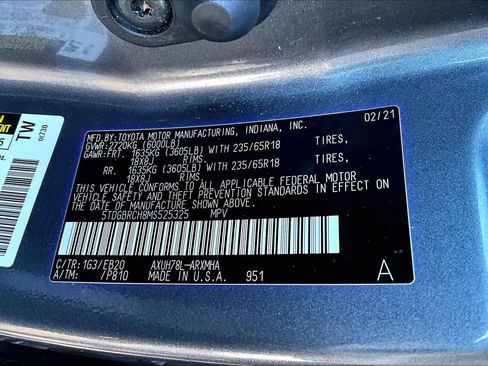 MFD. BY: TOYOTA MOTOR MANUFACTURING, INDIANA, INC. 02/21
GVWR: 2720KG (6000LB)
GAWR: FRT. 1635KG (3605LB) WITH 235/65R18 TIRES,
18X8J RIMS.
RR. 1635KG (3605LB) WITH 235/65R18 TIRES,
18X8J RIMS.
THIS VEHICLE CONFORMS TO ALL APPLICABLE FEDERAL MOTOR
VEHICLE SAFETY AND THEFT PREVENTION STANDARDS IN EFFECT ON
THE DATE OF MANUFACTURE SHOWN ABOVE.
5TDGBRCH8MS525325 MPV
C/TR: 1G3/EB20 AXUH78L-ARXMHA
A/TM: /P810 951 A
TW